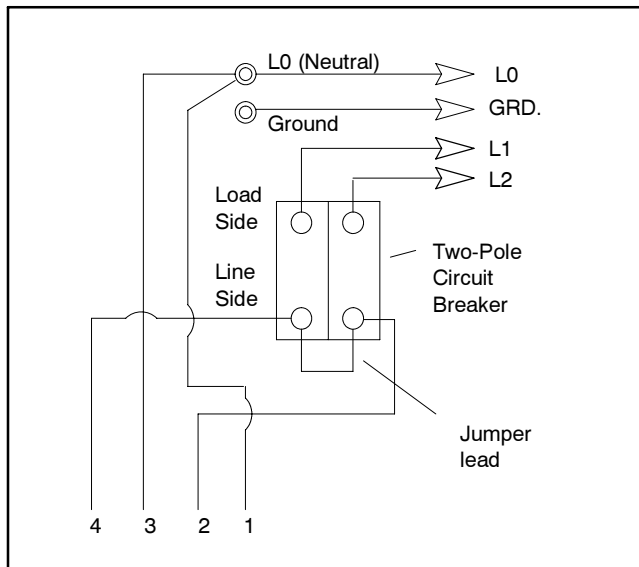 L0 (Neutral)
L0
GRD.
Ground
L1
L2
Load
Side
Two-Pole
Circuit
Breaker
Line
Side
Jumper
lead
4 3 2 1